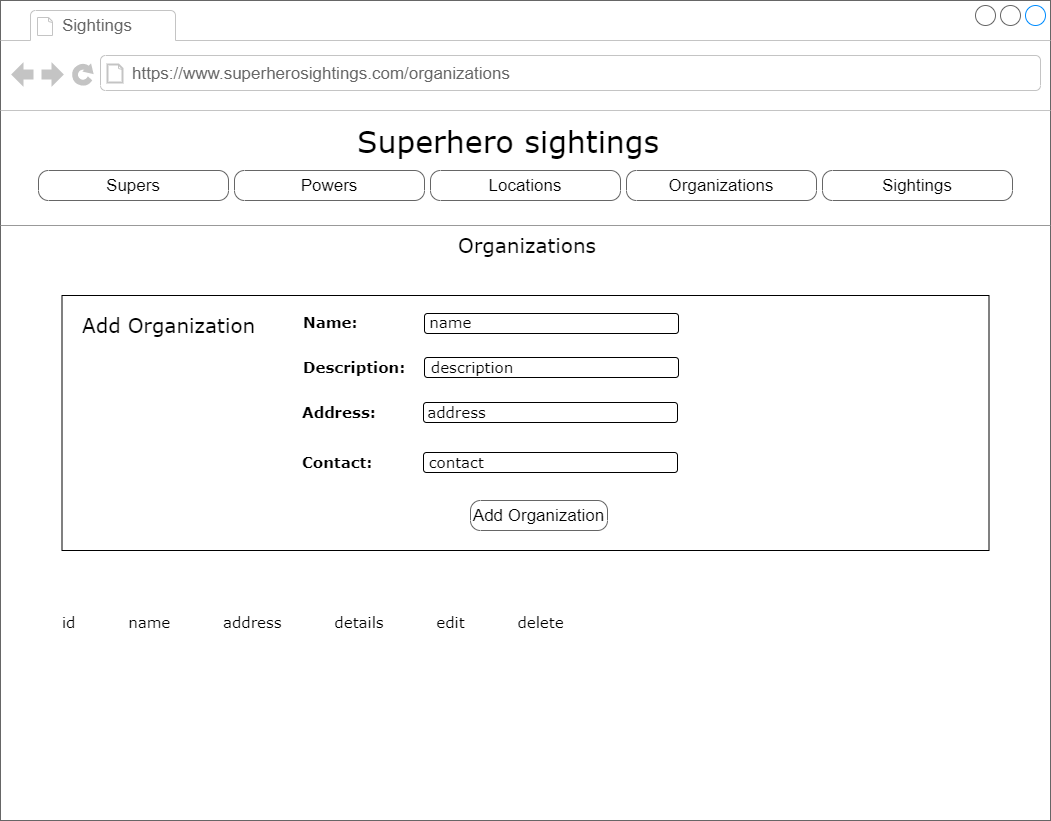 Sightings
https://www.superherosightings.com/organizations
Superhero sightings
Supers Powers Locations Organizations Sightings
Organizations
Add Organization
Name: name
Description: description
Address: address
Contact: contact
Add Organization
id name address details edit delete